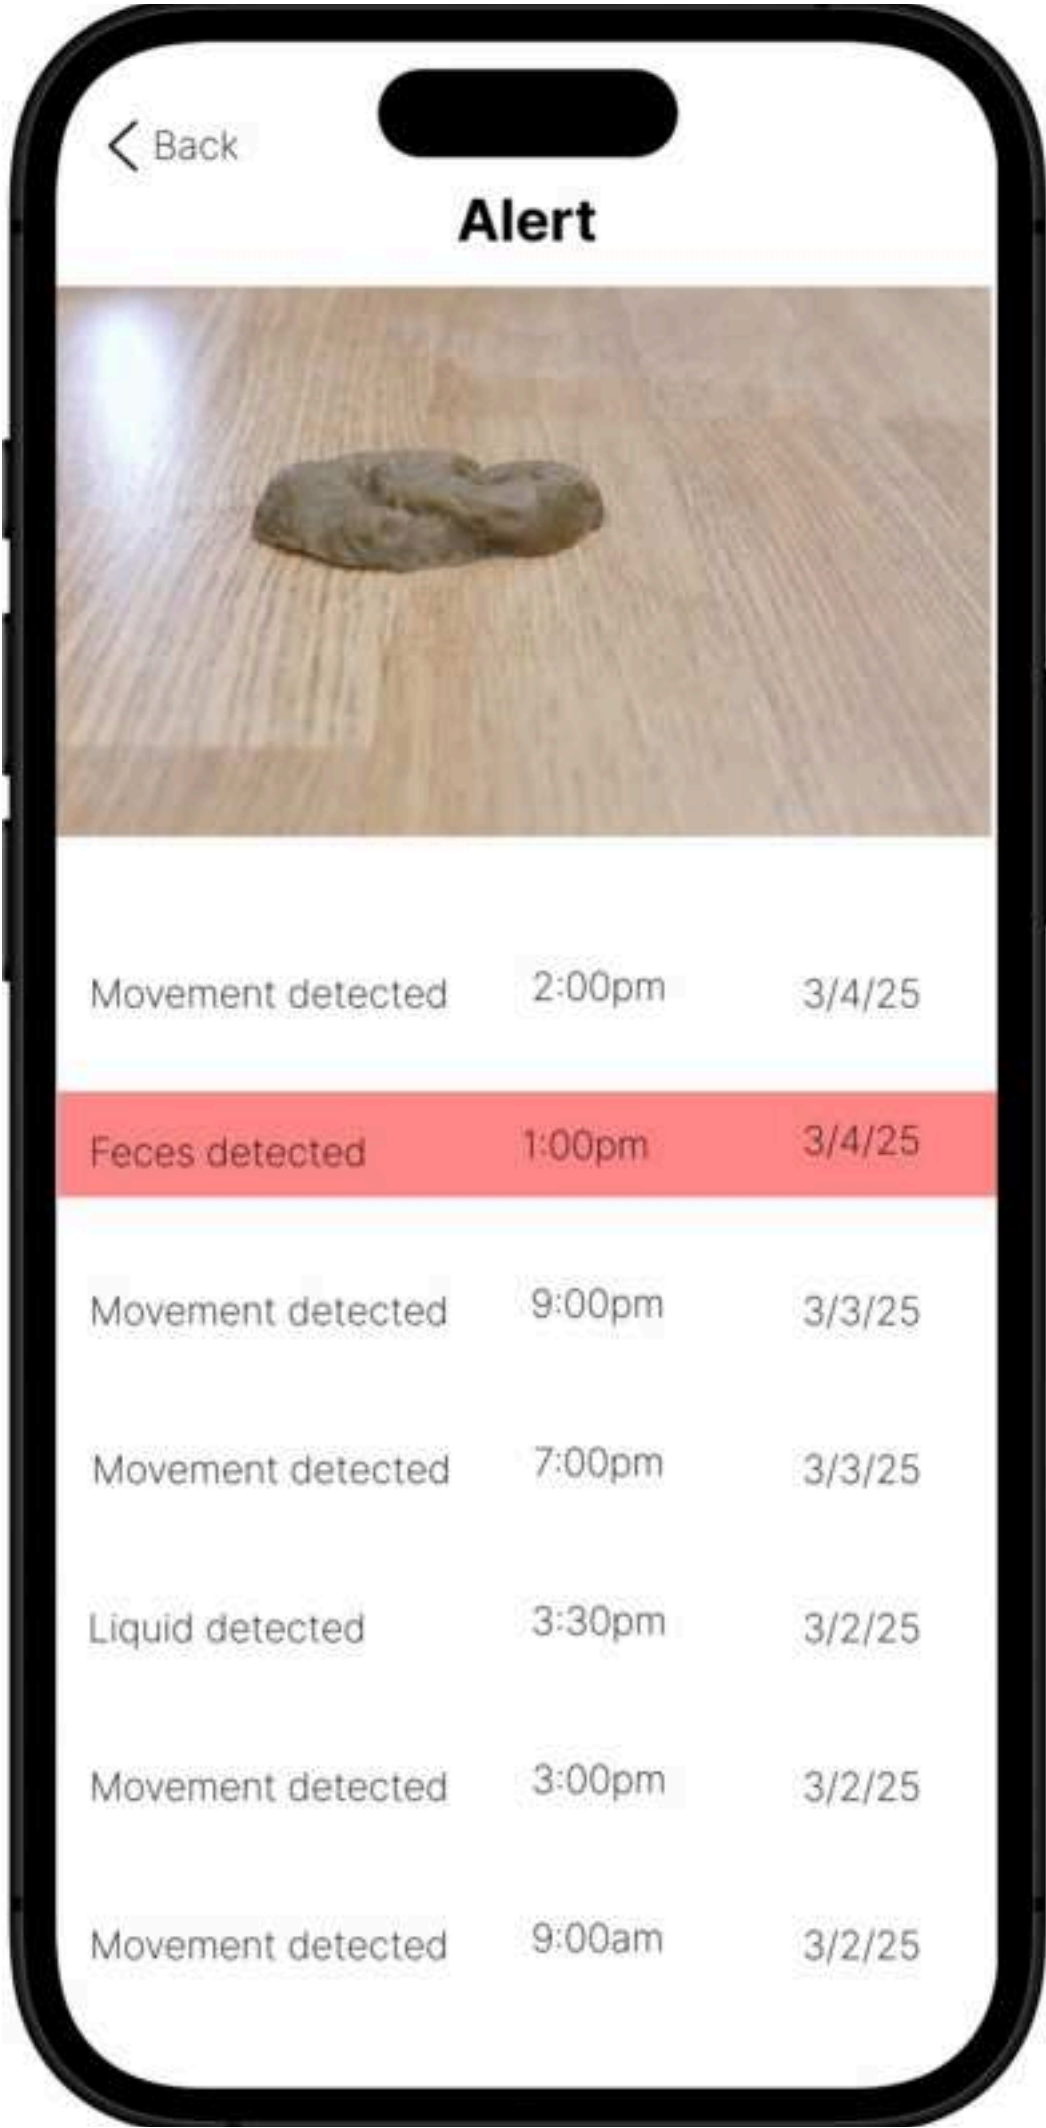 Back
Alert
Movement detected 2:00pm 3/4/25
Feces detected 1:00pm 3/4/25
Movement detected 9:00pm 3/3/25
Movement detected 7:00pm 3/3/25
Liquid detected 3:30pm 3/2/25
Movement detected 3:00pm 3/2/25
Movement detected 9:00am 3/2/25